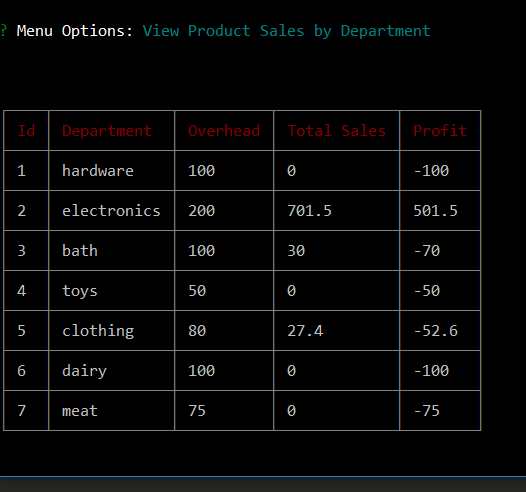 ? Menu Options: View Product Sales by Department
Id Department Overhead Total Sales Profit
1 hardware 100 0 -100
2 electronics 200 701.5 501.5
3 bath 100 30 -70
4 toys 50 0 -50
5 clothing 80 27.4 -52.6
6 dairy 100 0 -100
7 meat 75 0 -75